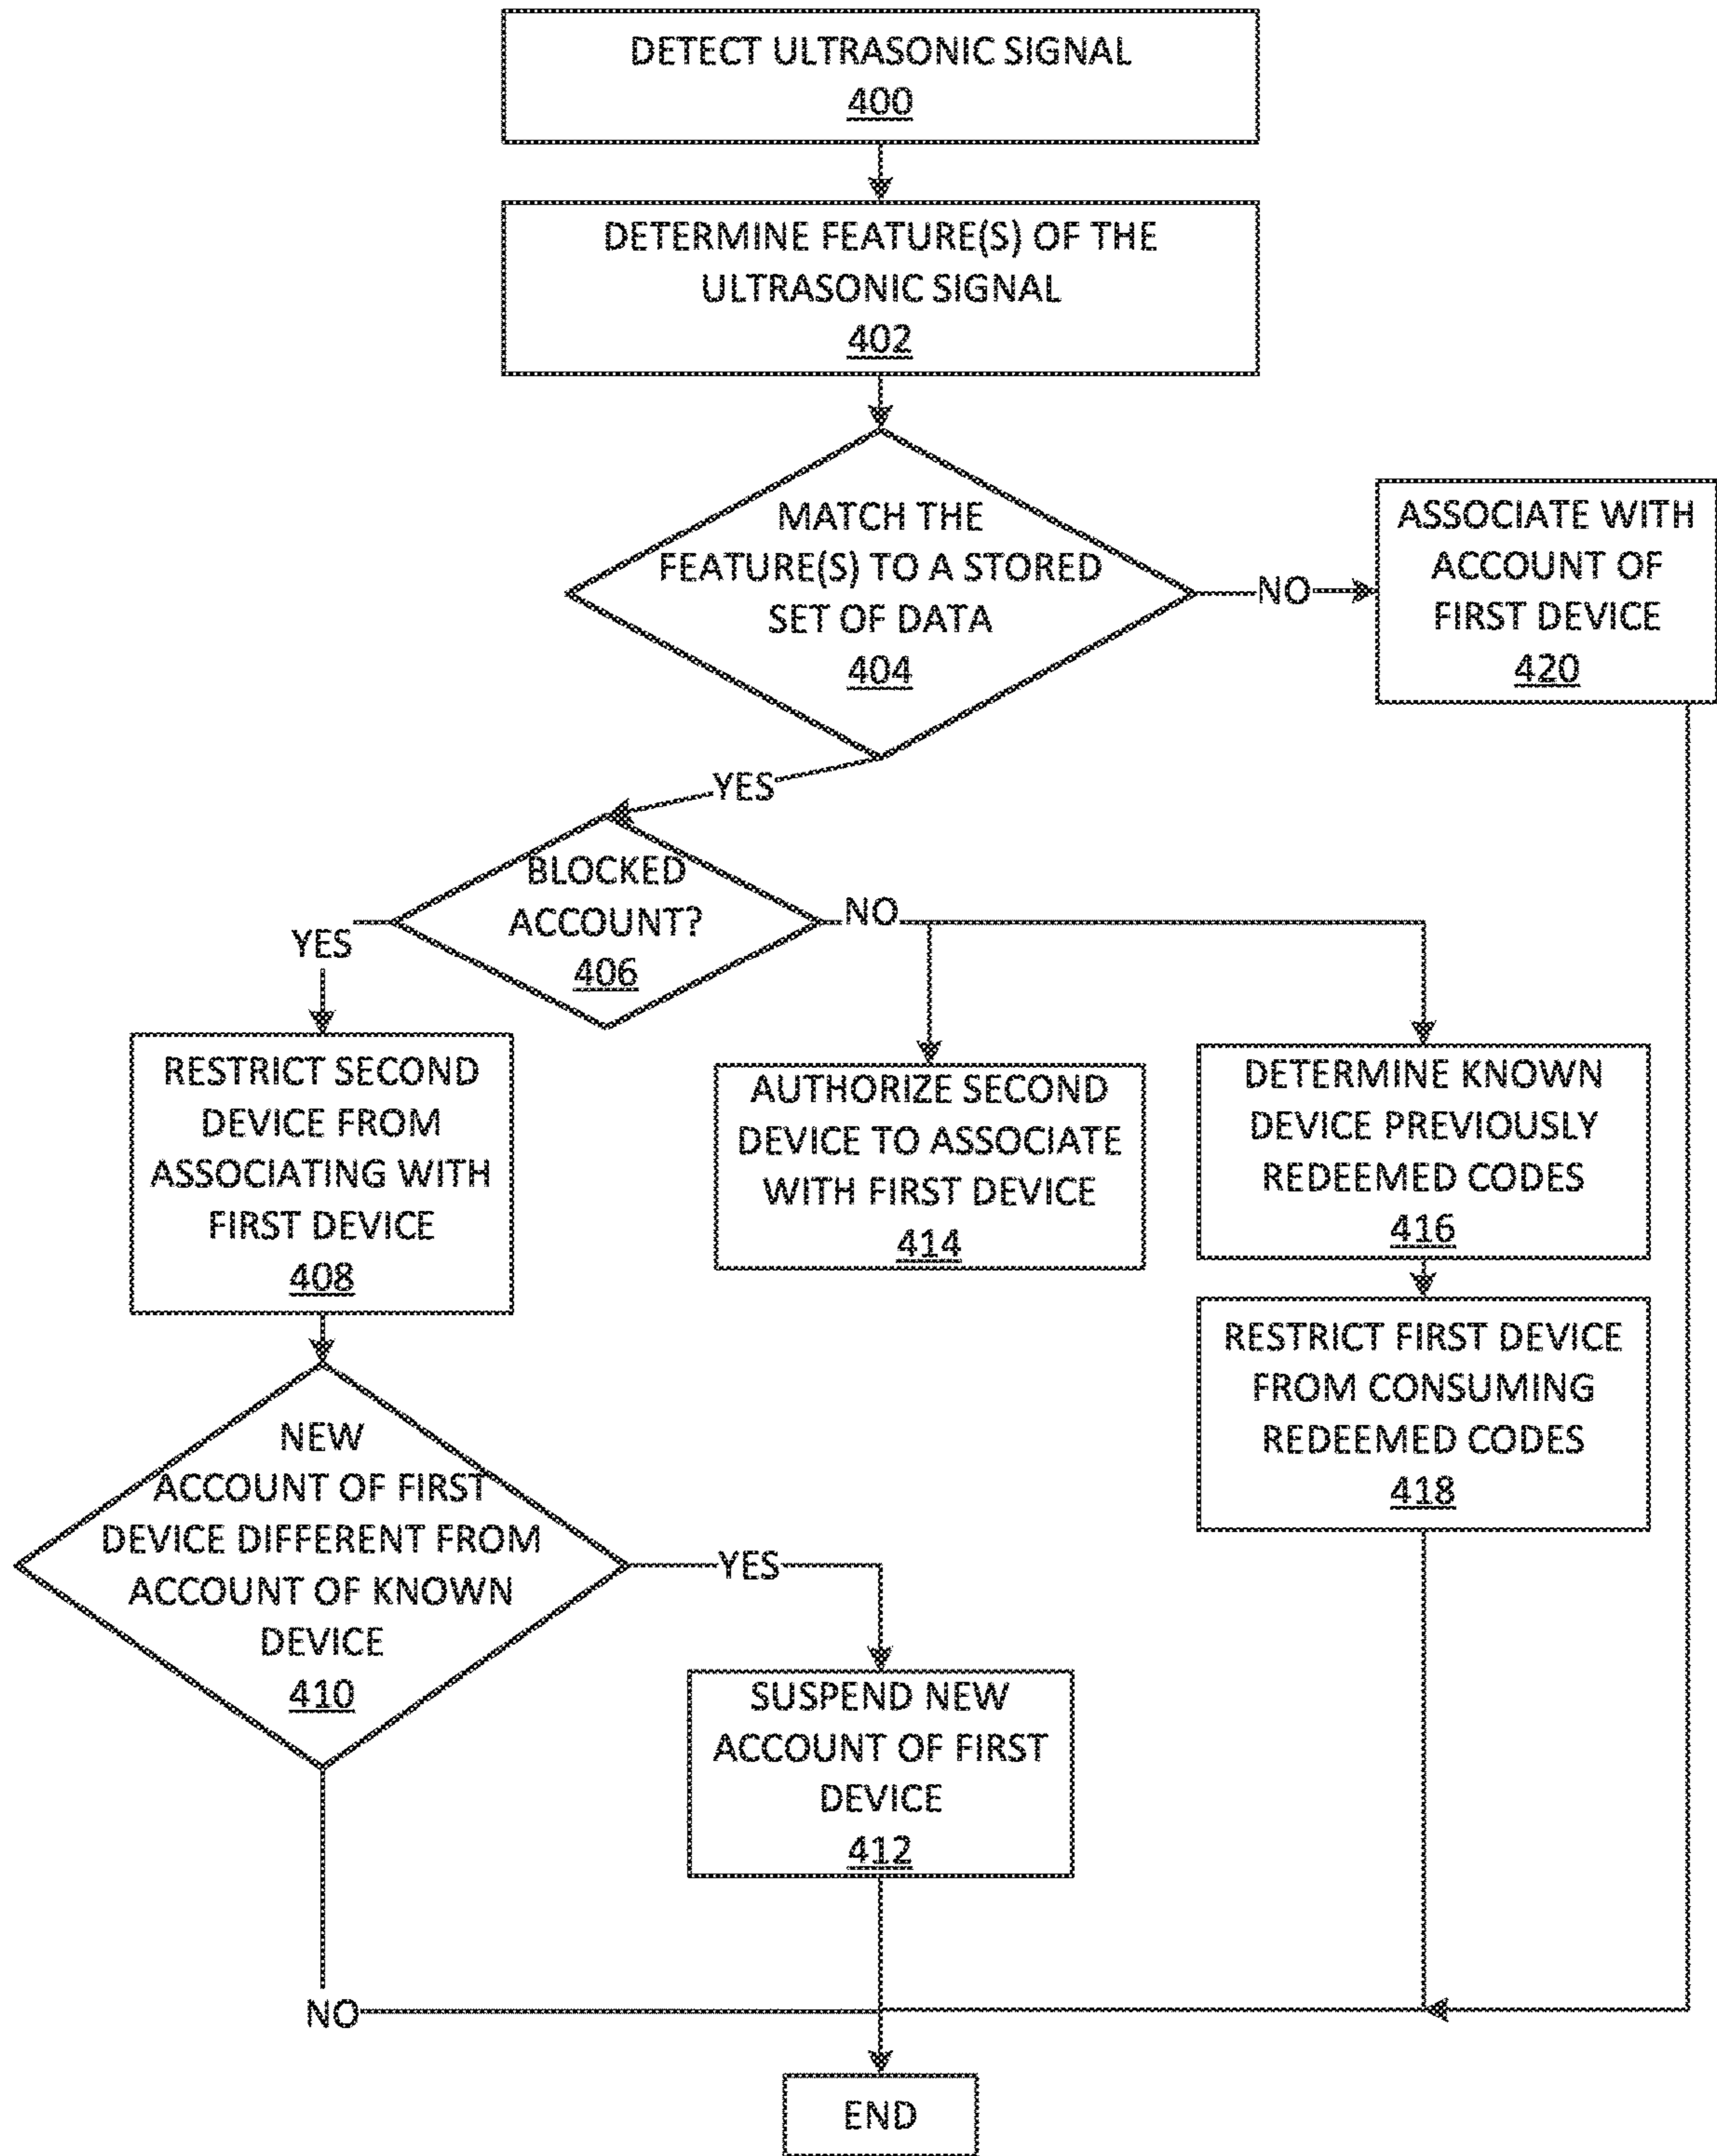 DETECT ULTRASONIC SIGNAL
400
DETERMINE FEATURE(S) OF THE
ULTRASONIC SIGNAL
402
MATCH THE
FEATURE(S) TO A STORED
SET OF DATA
404
NO
ASSOCIATE WITH
ACCOUNT OF
FIRST DEVICE
420
YES
BLOCKED
ACCOUNT?
406
YES
NO
RESTRICT SECOND
DEVICE FROM
ASSOCIATING WITH
FIRST DEVICE
408
AUTHORIZE SECOND
DEVICE TO ASSOCIATE
WITH FIRST DEVICE
414
DETERMINE KNOWN
DEVICE PREVIOUSLY
REDEEMED CODES
416
RESTRICT FIRST DEVICE
FROM CONSUMING
REDEEMED CODES
418
NEW
ACCOUNT OF FIRST
DEVICE DIFFERENT FROM
ACCOUNT OF KNOWN
DEVICE
410
YES
SUSPEND NEW
ACCOUNT OF FIRST
DEVICE
412
NO
END